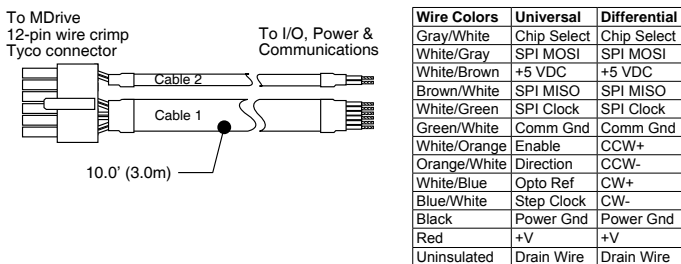 To MDrive
12-pin wire crimp
Tyco connector
To I/O, Power &
Communications
Cable 2
Cable 1
10.0' (3.0m)
Wire Colors Universal Differential
Gray/White Chip Select Chip Select
White/Gray SPI MOSI SPI MOSI
White/Brown +5 VDC +5 VDC
Brown/White SPI MISO SPI MISO
White/Green SPI Clock SPI Clock
Green/White Comm Gnd Comm Gnd
White/Orange Enable CCW+
Orange/White Direction CCW-
White/Blue Opto Ref CW+
Blue/White Step Clock CW-
Black Power Gnd Power Gnd
Red +V +V
Uninsulated Drain Wire Drain Wire